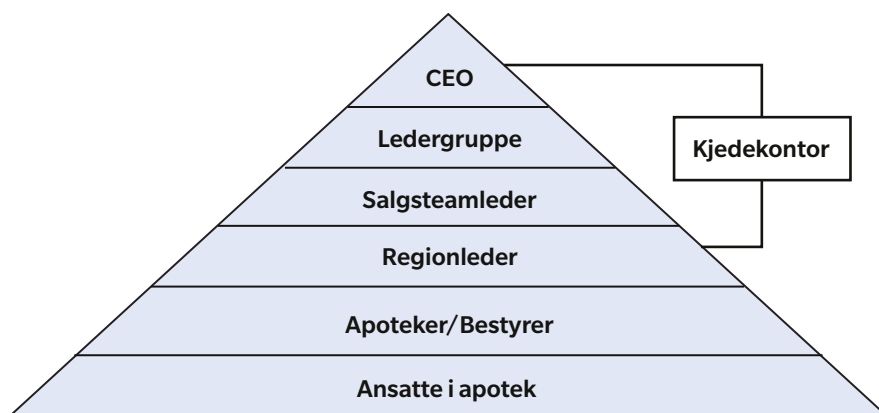 CEO
Ledergruppe
Kjedekontor
Salgsteamleder
Regionleder
Apoteker/Bestyrer
Ansatte i apotek